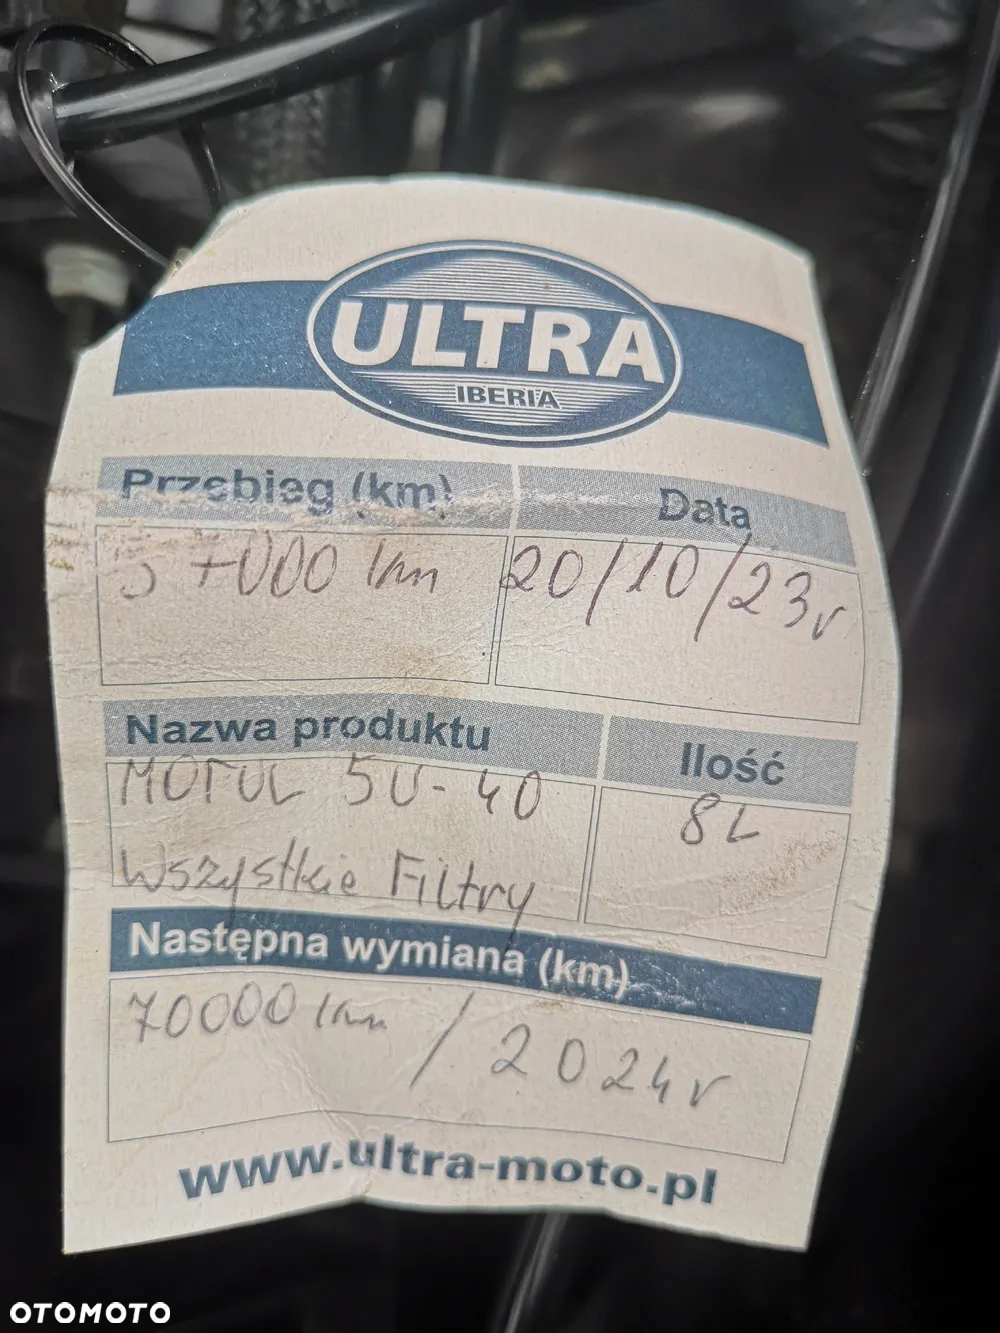 ULTRA
IBERIA
Przebieg (km)
Data
57000 km
20/10/23r
Nazwa produktu
Ilość
MOTUL 5W-40
8L
Wszystkie Filtry
Następna wymiana (km)
70000 km / 2024r
www.ultra-moto.pl
OTOMOTO